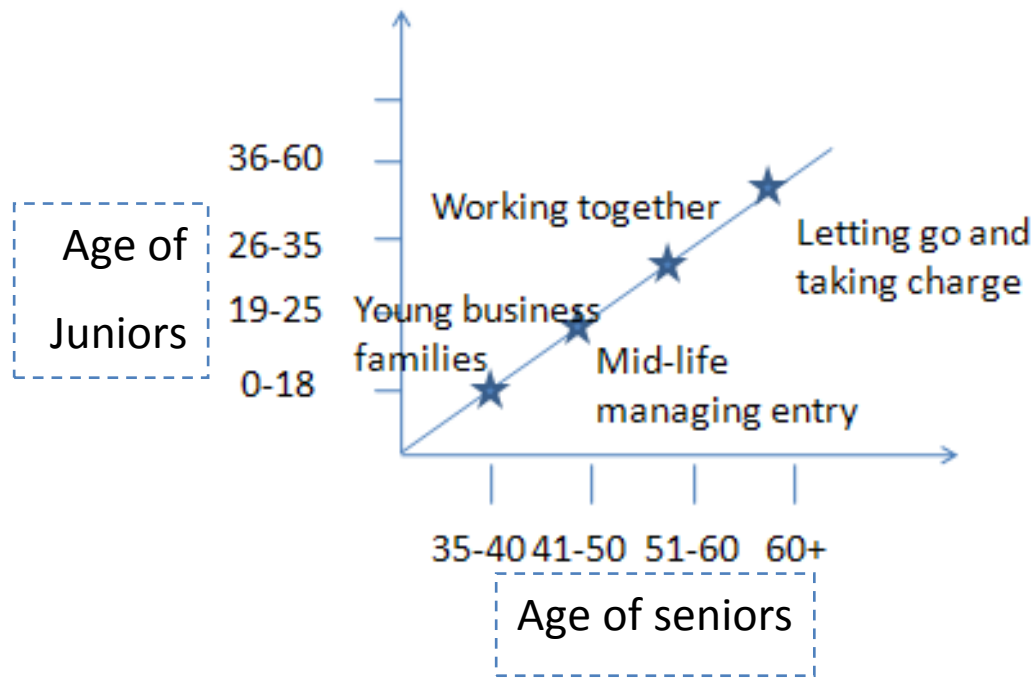 36-60
26-35
19-25
0-18
Age of
Juniors
Working together
Letting go and
taking charge
Young business
families
Mid-life
managing entry
35-40 41-50 51-60 60+
Age of seniors